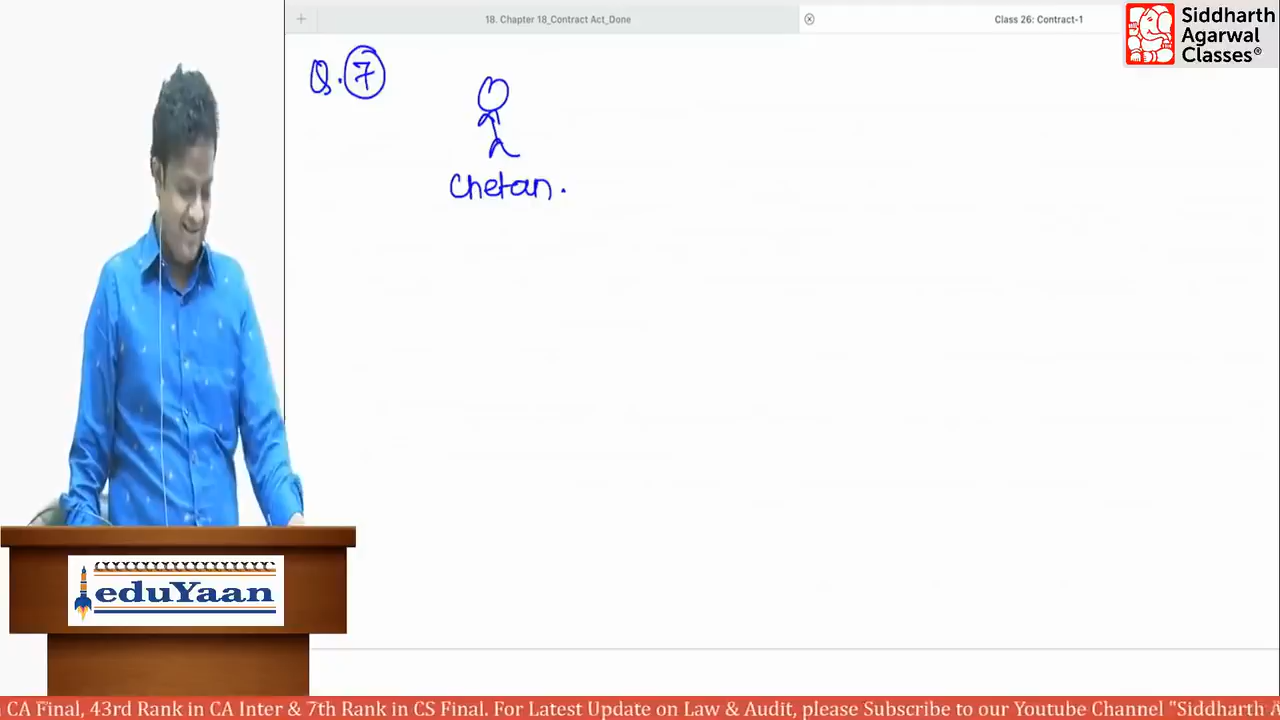 18. Chapter 18_Contract Act_Done
Class 26: Contract-1
Siddharth
Agarwal
Classes®
Q. 7
Chetan.
eduYaan
CA Final, 43rd Rank in CA Inter & 7th Rank in CS Final. For Latest Update on Law & Audit, please Subscribe to our Youtube Channel "Siddharth A